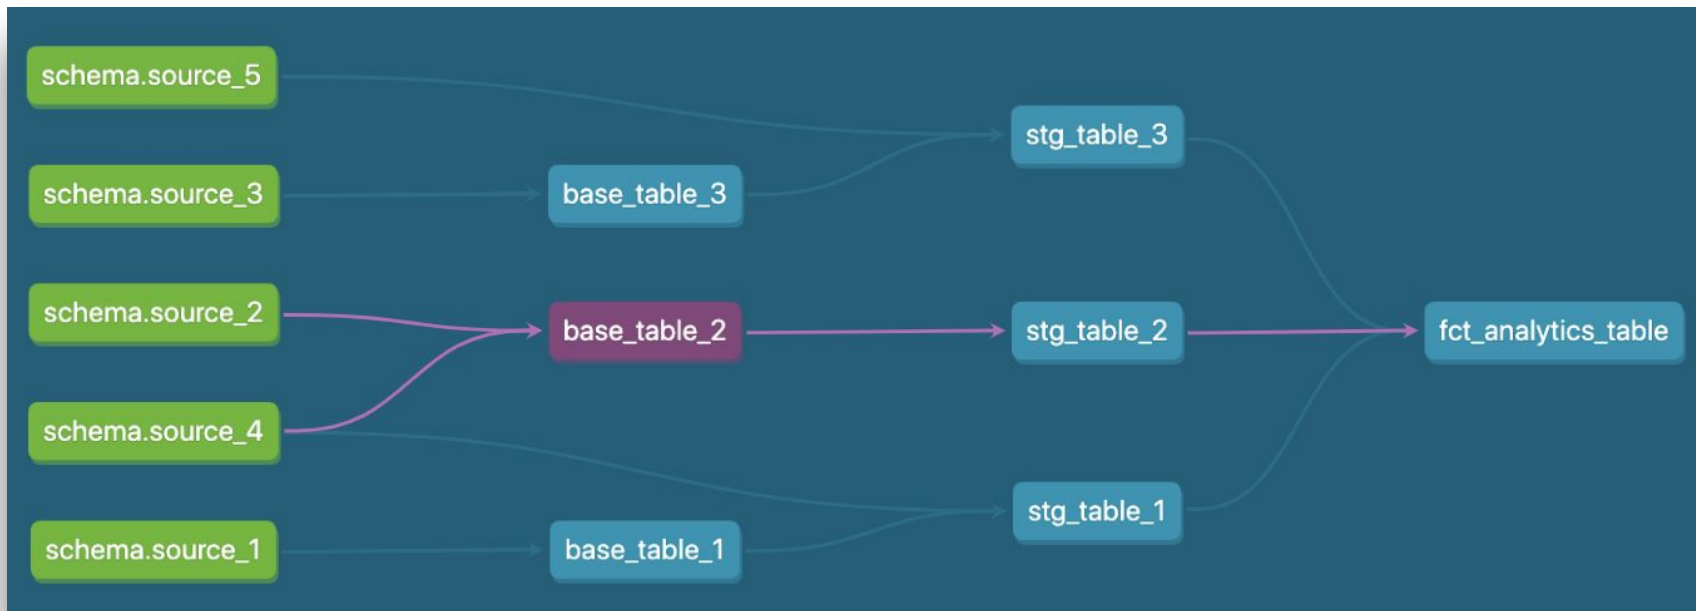 schema.source_5
schema.source_3
schema.source_2
schema.source_4
schema.source_1
base_table_3
base_table_2
base_table_1
stg_table_3
stg_table_2
stg_table_1
fct_analytics_table